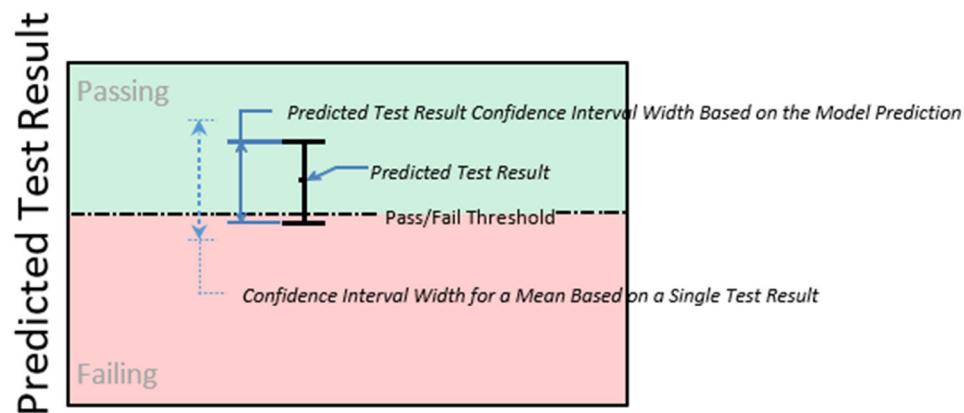 Predicted Test Result
Passing
Predicted Test Result Confidence Interval Width Based on the Model Prediction
Predicted Test Result
Pass/Fail Threshold
Confidence Interval Width for a Mean Based on a Single Test Result
Failing